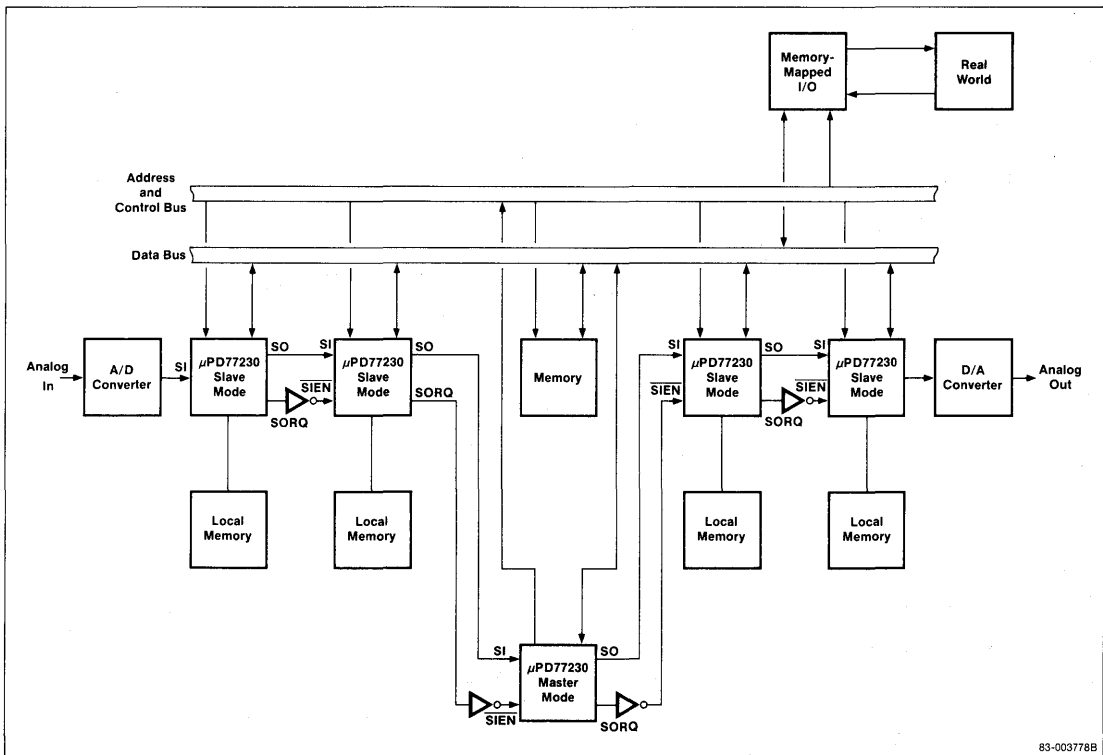 Memory-
Mapped
I/O
Real
World
Address
and
Control Bus
Data Bus
Analog
In
A/D
Converter
SI
µPD77230
Slave
Mode
SO
SORQ
SI
SIEN
µPD77230
Slave
Mode
SO
SORQ
Memory
SI
SIEN
µPD77230
Slave
Mode
SO
SORQ
SI
SIEN
µPD77230
Slave
Mode
D/A
Converter
Analog
Out
Local
Memory
Local
Memory
Local
Memory
Local
Memory
SI
SIEN
µPD77230
Master
Mode
SO
SORQ
83-003778B